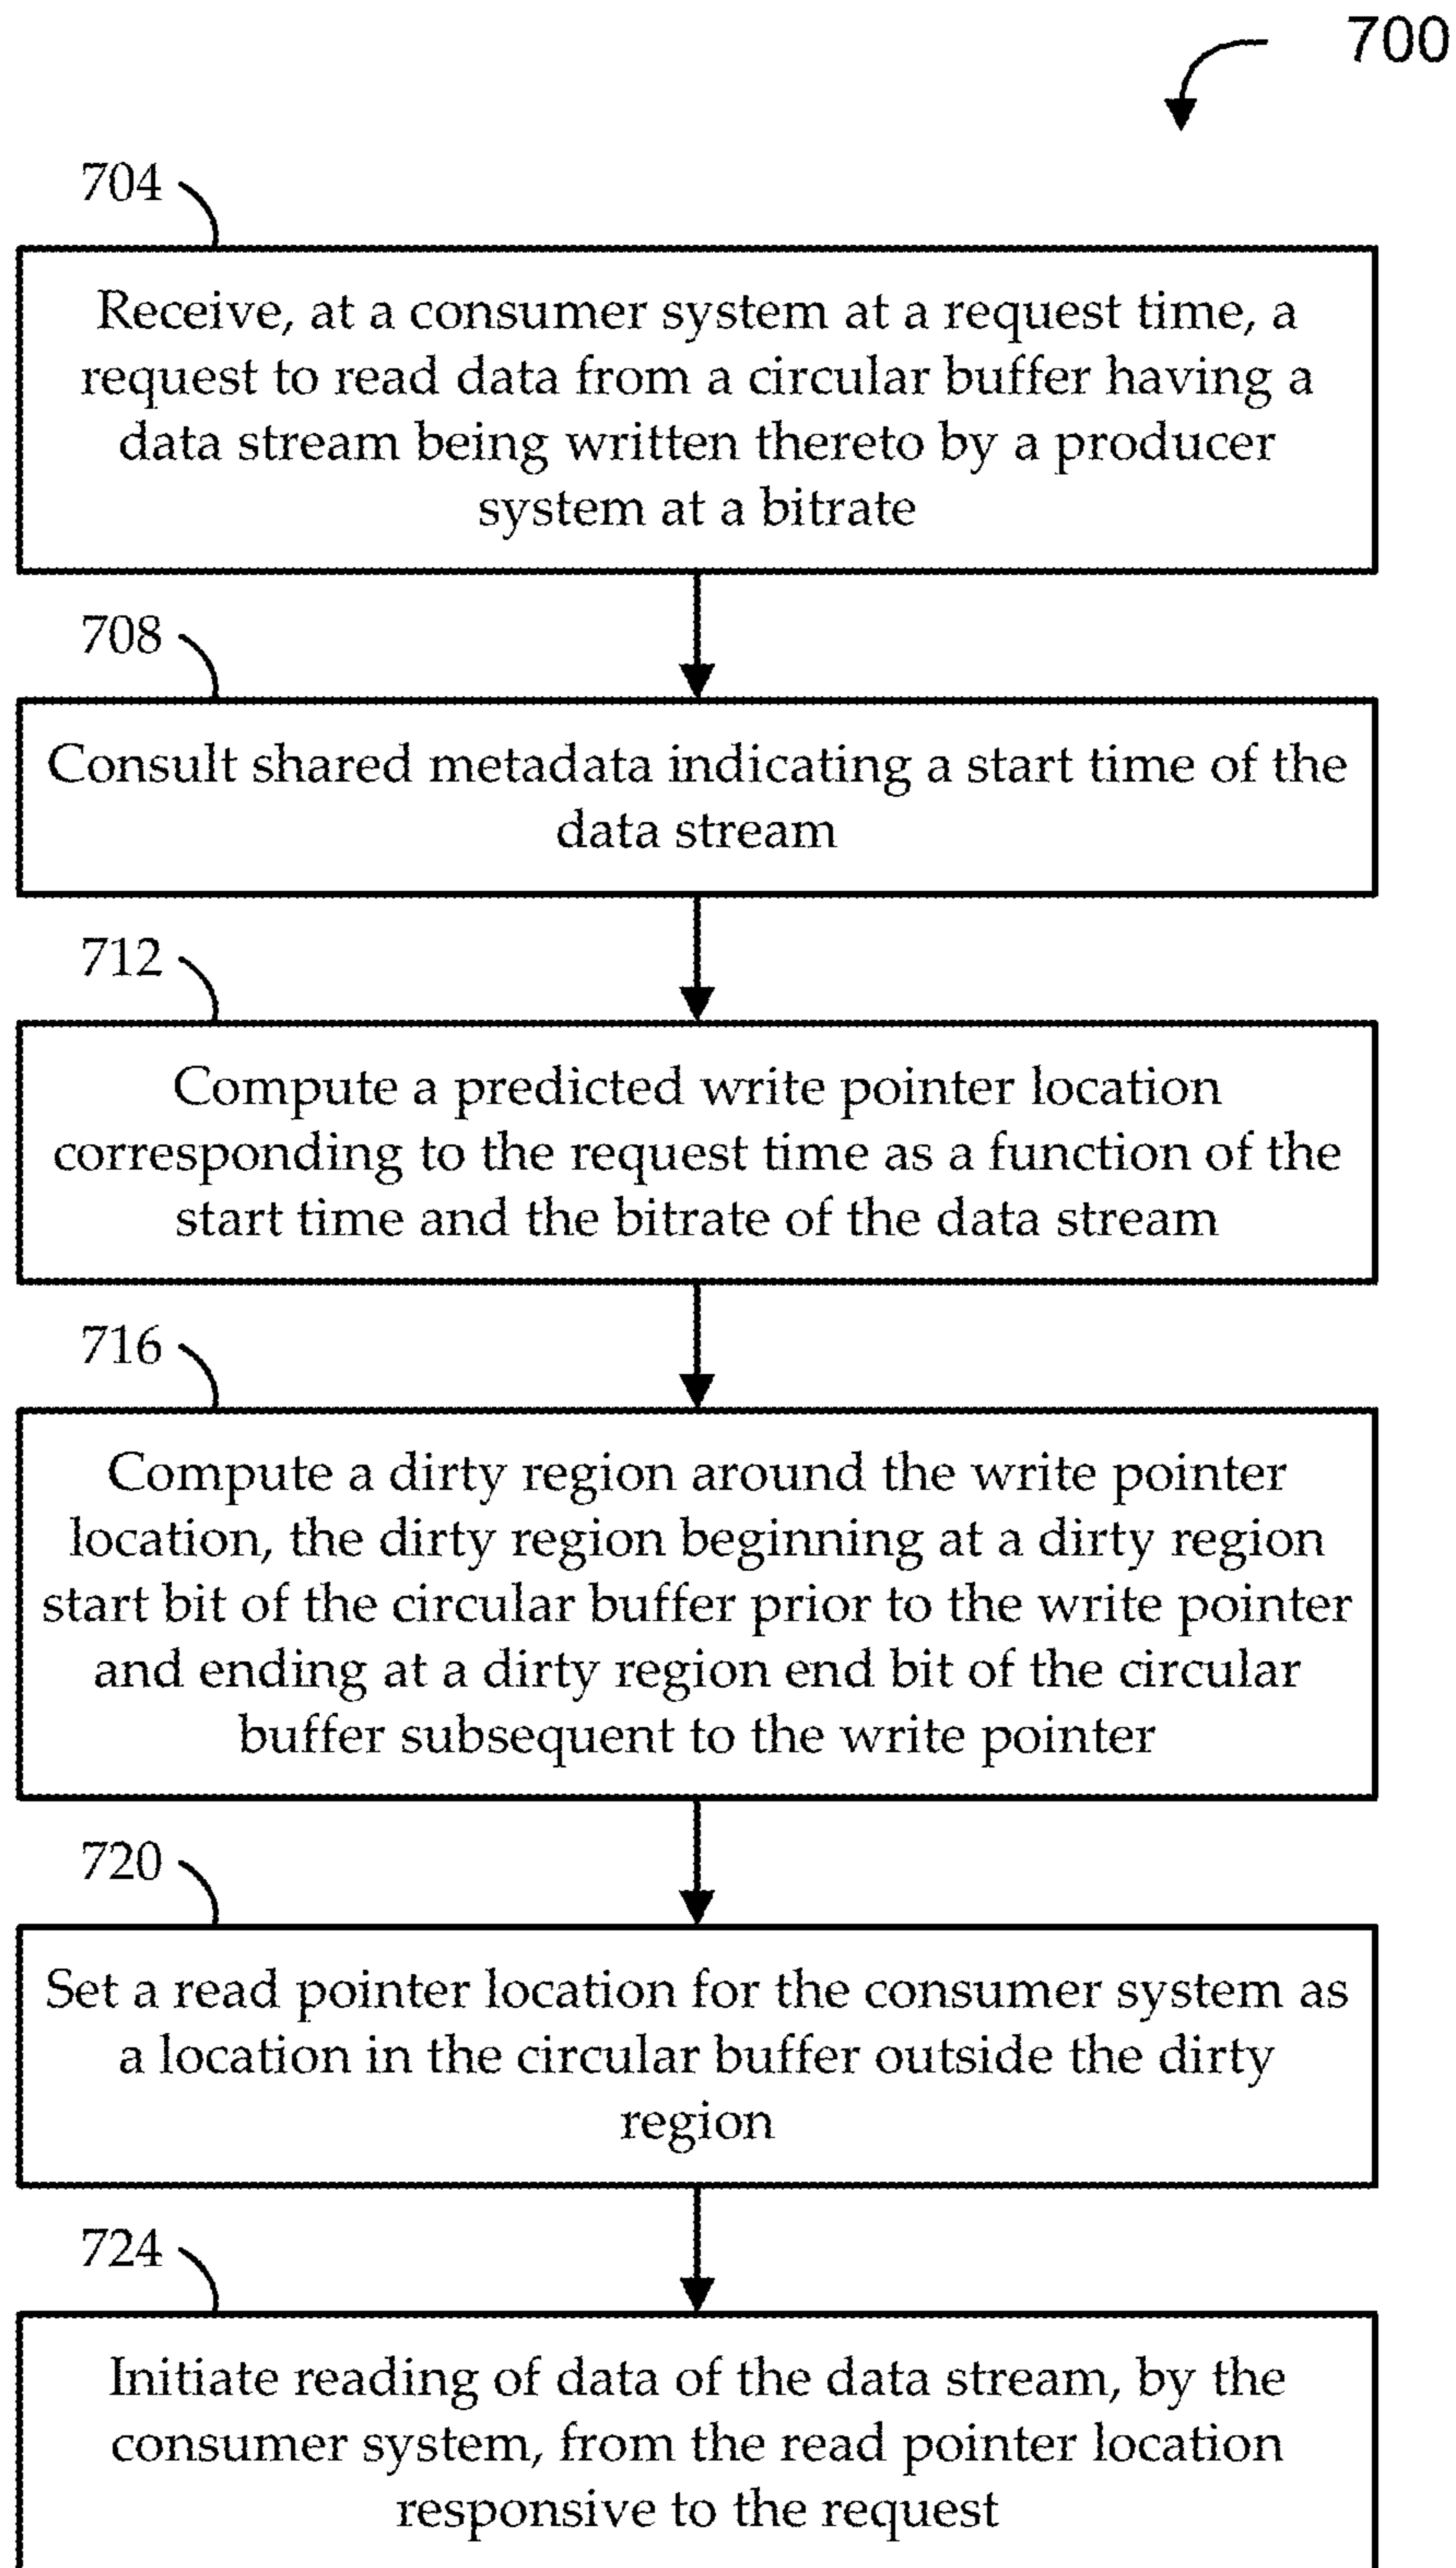 700
704
Receive, at a consumer system at a request time, a
request to read data from a circular buffer having a
data stream being written thereto by a producer
system at a bitrate
708
Consult shared metadata indicating a start time of the
data stream
712
Compute a predicted write pointer location
corresponding to the request time as a function of the
start time and the bitrate of the data stream
716
Compute a dirty region around the write pointer
location, the dirty region beginning at a dirty region
start bit of the circular buffer prior to the write pointer
and ending at a dirty region end bit of the circular
buffer subsequent to the write pointer
720
Set a read pointer location for the consumer system as
a location in the circular buffer outside the dirty
region
724
Initiate reading of data of the data stream, by the
consumer system, from the read pointer location
responsive to the request